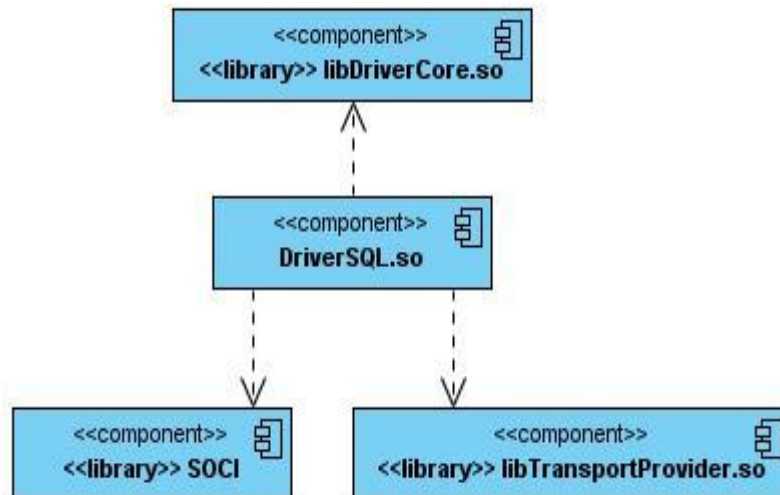 <<component>>
<<library>> libDriverCore.so
<<component>>
DriverSQL.so
<<component>>
<<library>> SOCI
<<component>>
<<library>> libTransportProvider.so